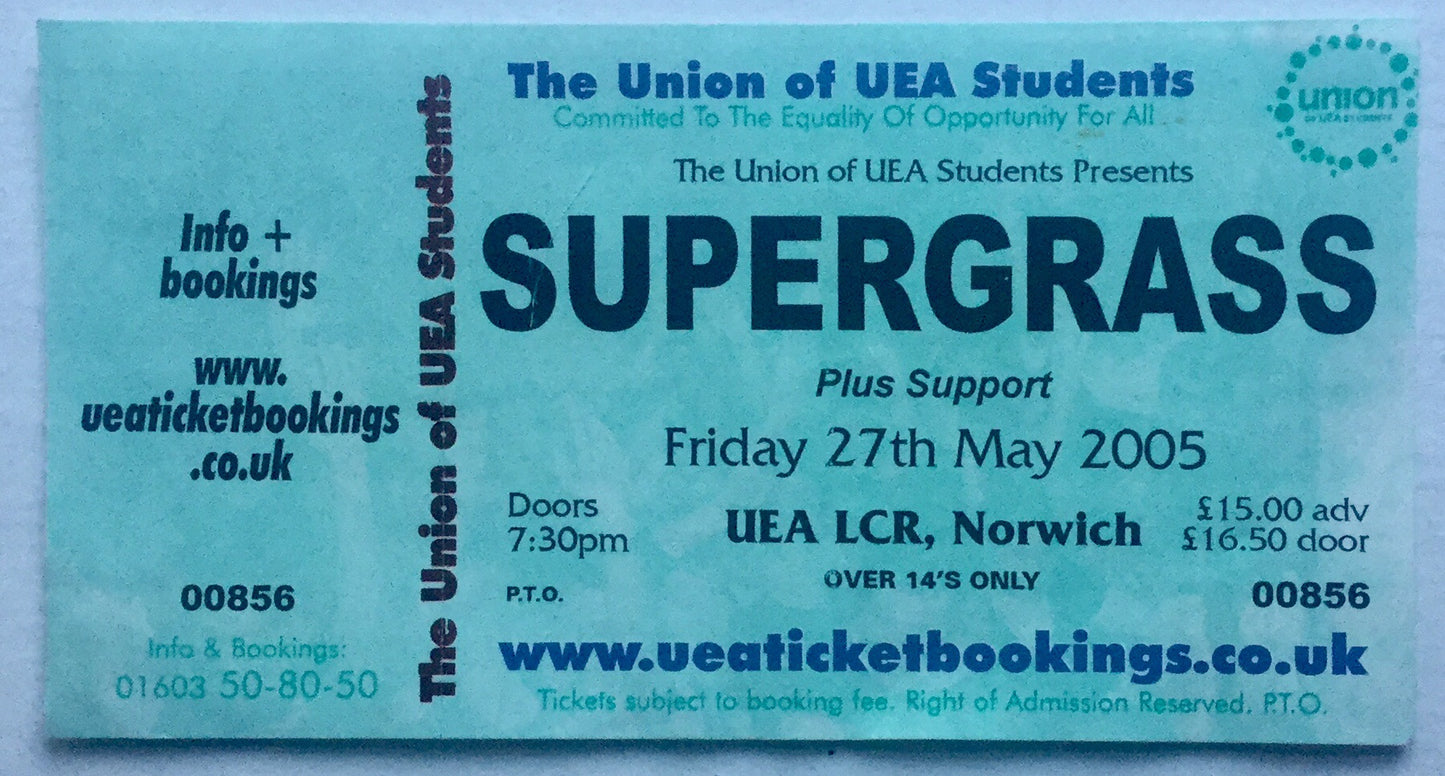 Info +
bookings
www.
ueaticketbookings
.co.uk
00856
Info & Bookings:
01603 50-80-50
The Union of UEA Students
The Union of UEA Students
Committed To The Equality Of Opportunity For All
union
OF UEA STUDENTS
The Union of UEA Students Presents
SUPERGRASS
Plus Support
Friday 27th May 2005
Doors
7:30pm
UEA LCR, Norwich
£15.00 adv
£16.50 door
P.T.O.
OVER 14'S ONLY
00856
www.ueaticketbookings.co.uk
Tickets subject to booking fee. Right of Admission Reserved. P.T.O.